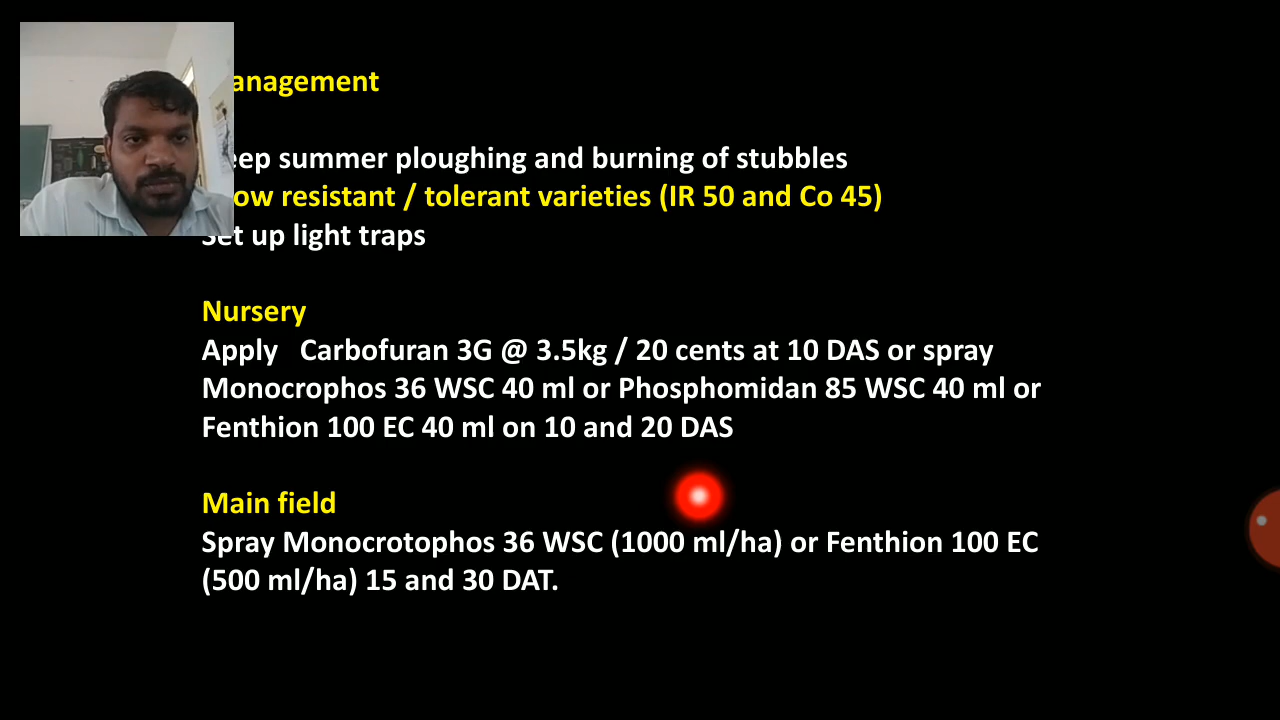 anagement
eep summer ploughing and burning of stubbles
ow resistant / tolerant varieties (IR 50 and Co 45)
Set up light traps
Nursery
Apply Carbofuran 3G @ 3.5kg / 20 cents at 10 DAS or spray
Monocrophos 36 WSC 40 ml or Phosphomidan 85 WSC 40 ml or
Fenthion 100 EC 40 ml on 10 and 20 DAS
Main field
Spray Monocrotophos 36 WSC (1000 ml/ha) or Fenthion 100 EC
(500 ml/ha) 15 and 30 DAT.